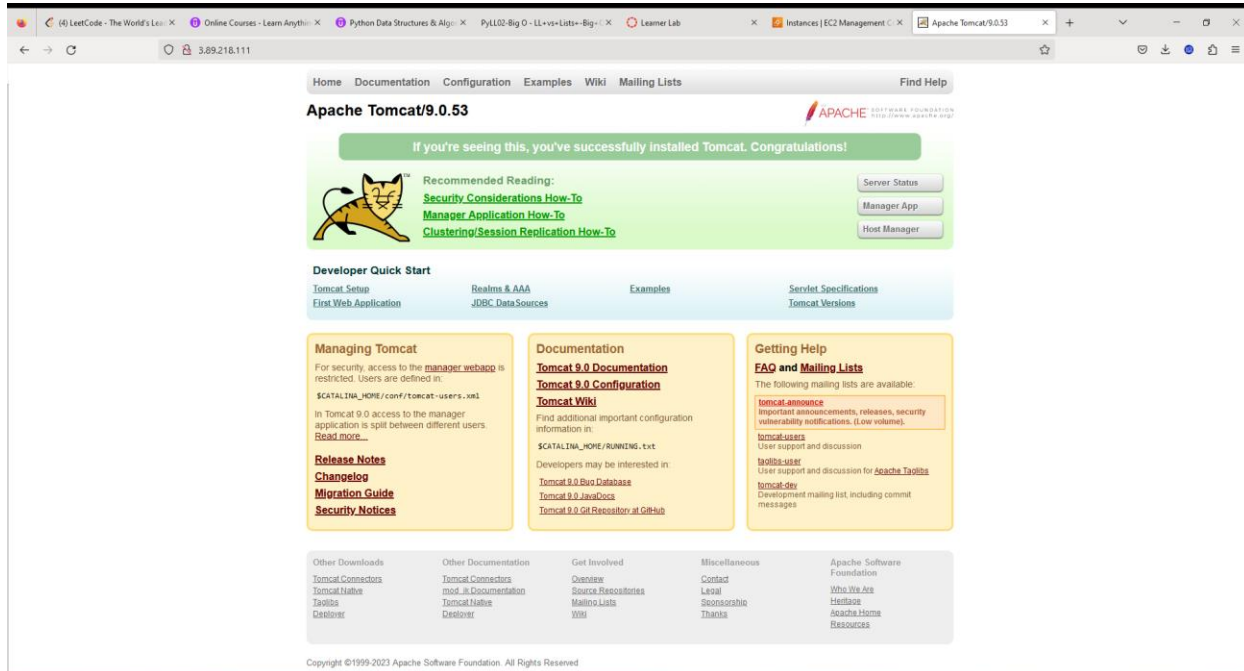 (4) LeetCode - The World's Lea
Online Courses - Learn Anythin
Python Data Structures & Algo
PyLL02-Big O - LL+vs+Lists+-Big+
Learner Lab
Instances | EC2 Management C
Apache Tomcat/9.0.53
3.89.218.111
Home Documentation Configuration Examples Wiki Mailing Lists Find Help
Apache Tomcat/9.0.53
APACHE SOFTWARE FOUNDATION
http://www.apache.org/
If you're seeing this, you've successfully installed Tomcat. Congratulations!
TM
Recommended Reading:
Security Considerations How-To
Manager Application How-To
Clustering/Session Replication How-To
Server Status
Manager App
Host Manager
Developer Quick Start
Tomcat Setup
First Web Application
Realms & AAA
JDBC DataSources
Examples
Servlet Specifications
Tomcat Versions
Managing Tomcat
For security, access to the manager webapp is
restricted. Users are defined in:
$CATALINA_HOME/conf/tomcat-users.xml
In Tomcat 9.0 access to the manager
application is split between different users.
Read more...
Release Notes
Changelog
Migration Guide
Security Notices
Documentation
Tomcat 9.0 Documentation
Tomcat 9.0 Configuration
Tomcat Wiki
Find additional important configuration
information in:
$CATALINA_HOME/RUNNING.txt
Developers may be interested in:
Tomcat 9.0 Bug Database
Tomcat 9.0 JavaDocs
Tomcat 9.0 Git Repository at GitHub
Getting Help
FAQ and Mailing Lists
The following mailing lists are available:
tomcat-announce
Important announcements, releases, security
vulnerability notifications. (Low volume).
tomcat-users
User support and discussion
taglibs-user
User support and discussion for Apache Taglibs
tomcat-dev
Development mailing list, including commit
messages
Other Downloads
Tomcat Connectors
Tomcat Native
Taglibs
Deployer
Other Documentation
Tomcat Connectors
mod_jk Documentation
Tomcat Native
Deployer
Get Involved
Overview
Source Repositories
Mailing Lists
Wiki
Miscellaneous
Contact
Legal
Sponsorship
Thanks
Apache Software
Foundation
Who We Are
Heritage
Apache Home
Resources
Copyright ©1999-2023 Apache Software Foundation. All Rights Reserved